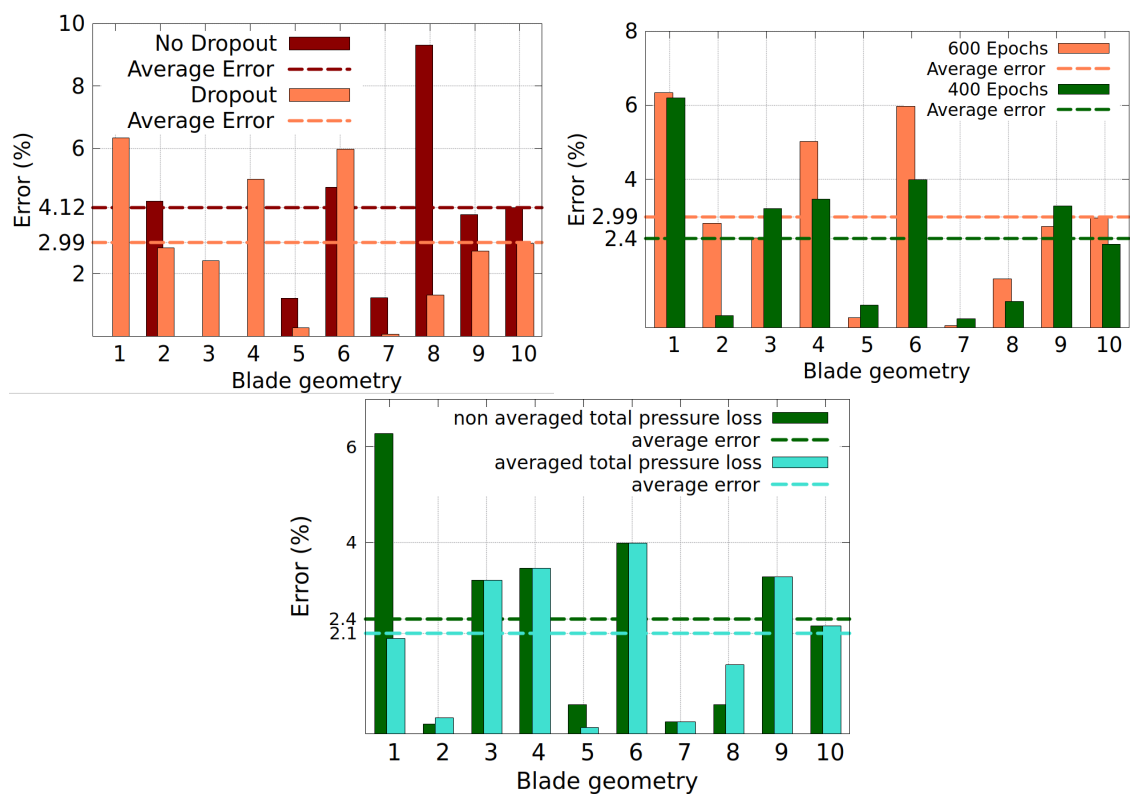 10
8
6
4.12
2.99
2
Error (%)
No Dropout
Average Error
Dropout
Average Error
1 2 3 4 5 6 7 8 9 10
Blade geometry
8
6
4
2.99
2.4
Error (%)
600 Epochs
Average error
400 Epochs
Average error
1 2 3 4 5 6 7 8 9 10
Blade geometry
6
4
2.4
2.1
Error (%)
non averaged total pressure loss
average error
averaged total pressure loss
average error
1 2 3 4 5 6 7 8 9 10
Blade geometry